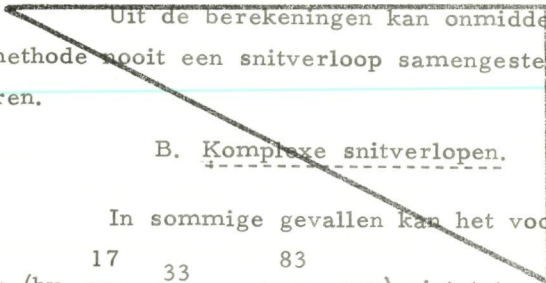 Uit de berekeningen kan onmidde
methode nooit een snitverloop samengeste
ren.
B. Komplexe snitverlopen.
In sommige gevallen kan het voo
17 33 83